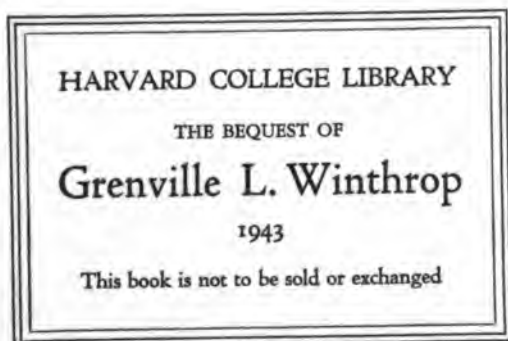 HARVARD COLLEGE LIBRARY
THE BEQUEST OF
Grenville L. Winthrop
1943
This book is not to be sold or exchanged